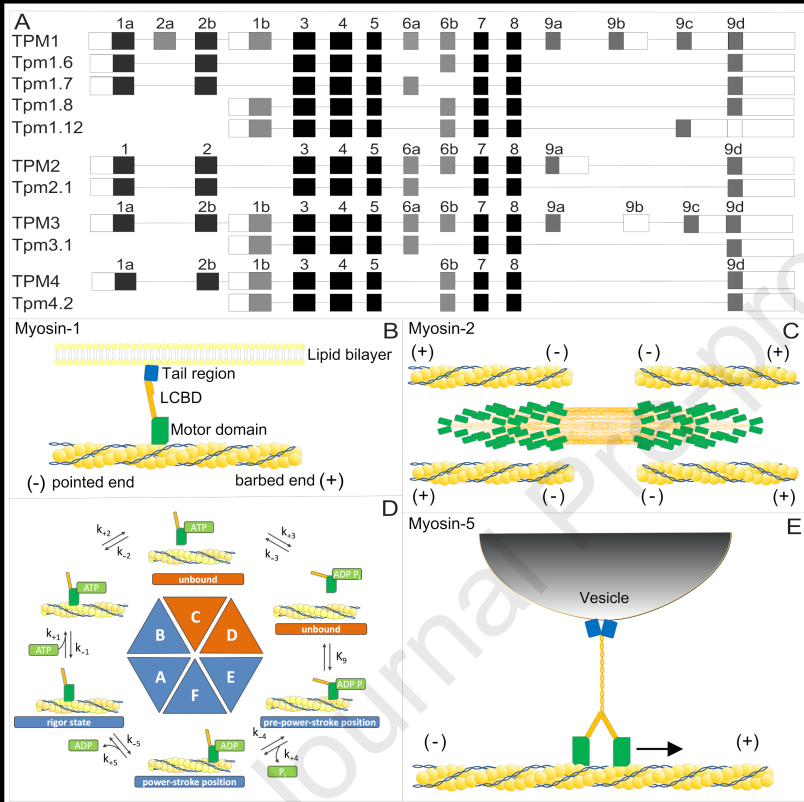 A
1a 2a 2b 1b 3 4 5 6a 6b 7 8 9a 9b 9c 9d
TPM1
Tpm1.6
Tpm1.7
Tpm1.8
Tpm1.12
1 2 3 4 5 6a 6b 7 8 9a 9d
TPM2
Tpm2.1
1a 2b 1b 3 4 5 6a 6b 7 8 9a 9b 9c 9d
TPM3
Tpm3.1
1a 2b 1b 3 4 5 6b 7 8 9d
TPM4
Tpm4.2
Myosin-1 B
Lipid bilayer
Tail region
LCBD
Motor domain
(-) pointed end barbed end (+)
Myosin-2 C
(+) (-) (-) (+)
(+) (-) (-) (+)
D
k+2
k-2
ATP
k+3
k-3
unbound
ATP
ADP Pi
unbound
k+1
ATP
k-1
K9
B C D
A F E
ADP Pi
rigor state
pre-power-stroke position
ADP
k-5
k+5
ADP
k-4
k+4
Pi
power-stroke position
Myosin-5 E
Vesicle
(-) (+)
Journal Pre-pro